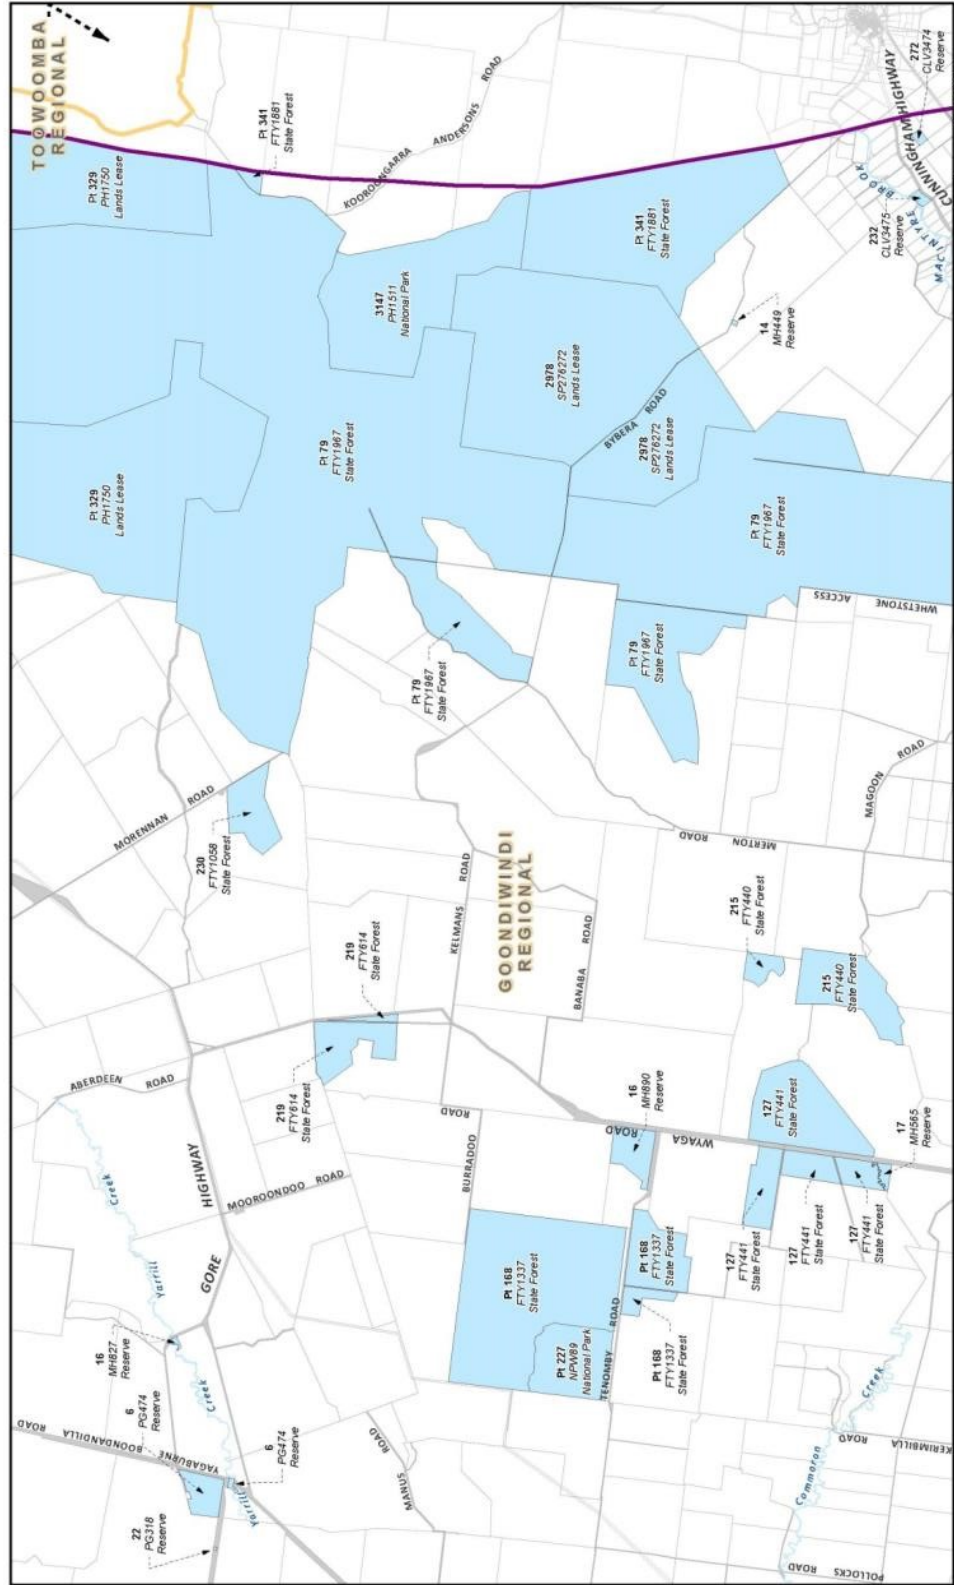 TOOWOOMBA
REGIONAL
Pt 329
PH1750
Lands Lease
Pt 341
FTY1881
State Forest
KOOROONGARRA
ANDERSONS
ROAD
CUNNINGHAM HIGHWAY
272
CLV3474
Reserve
232
CLV3475
Reserve
MACINTYRE
BROOK
Pt 341
FTY1881
State Forest
14
MH449
Reserve
3147
PH1511
National Park
2978
SP276272
Lands Lease
BYBERA
ROAD
2978
SP276272
Lands Lease
Pt 329
PH1750
Lands Lease
Pt 79
FTY1967
State Forest
Pt 79
FTY1967
State Forest
WHETSTONE
ACCESS
Pt 79
FTY1967
State Forest
Pt 79
FTY1967
State Forest
MORENNAN
ROAD
230
FTY1058
State Forest
GOONDIWINDI
REGIONAL
KELMANS
ROAD
BANABA
ROAD
MERTON
ROAD
MAGOON
ROAD
219
FTY614
State Forest
219
FTY614
State Forest
215
FTY440
State Forest
215
FTY440
State Forest
ABERDEEN
ROAD
GORE
HIGHWAY
MOOROONDOO
ROAD
BURRADOO
ROAD
16
MH890
Reserve
WYAGA
ROAD
127
FTY441
State Forest
17
MH565
Reserve
127
FTY441
State Forest
127
FTY441
State Forest
127
FTY441
State Forest
Yarrill
Creek
16
MH827
Reserve
6
PG474
Reserve
6
PG474
Reserve
22
PG318
Reserve
YAGABURNE
BOONDANDILLA
ROAD
Yarrill
Creek
MANUS
ROAD
Pt 168
FTY1337
State Forest
Pt 227
NPW89
National Park
TENOMBY
ROAD
Pt 168
FTY1337
State Forest
Pt 168
FTY1337
State Forest
Commoron
Creek
KERIMBILLA
ROAD
POLLOCKS
ROAD